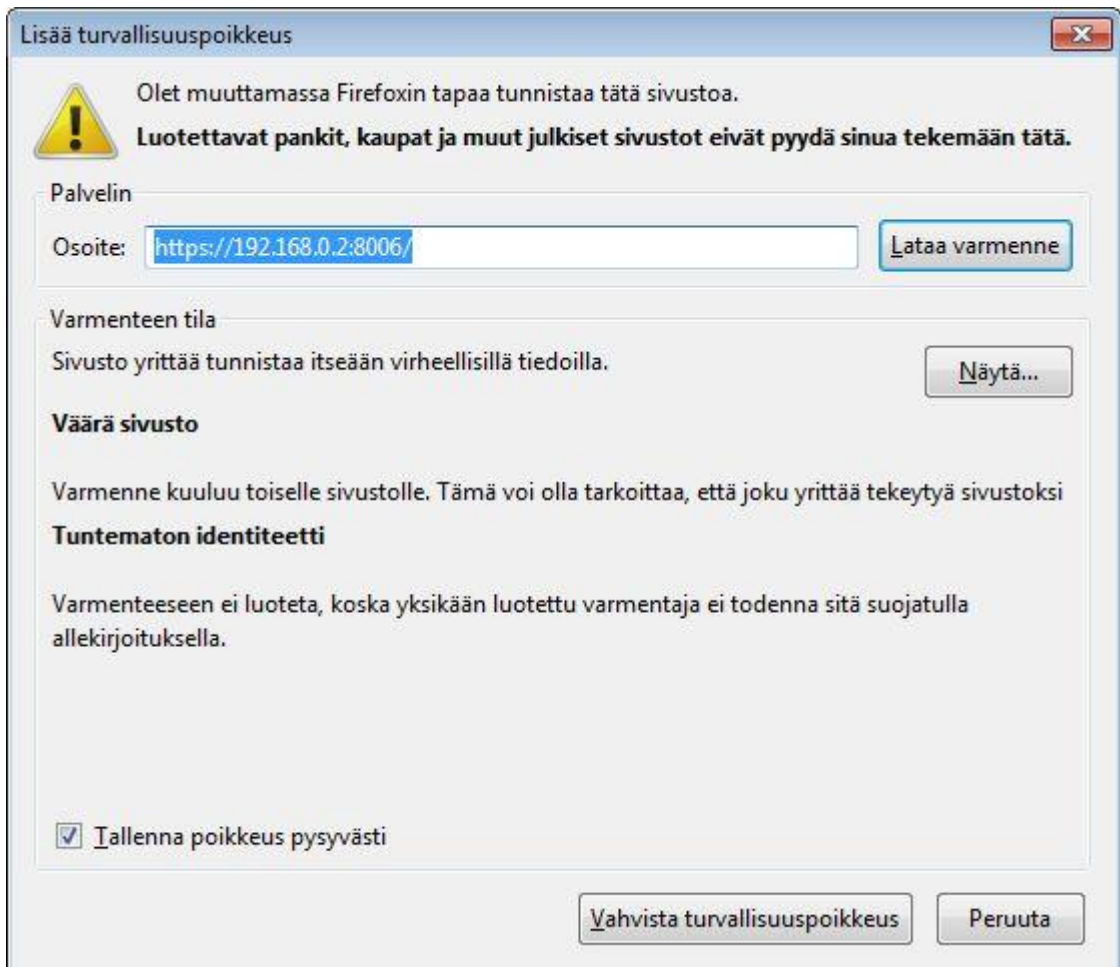 Lisää turvallisuuspoikkeus
Olet muuttamassa Firefoxin tapaa tunnistaa tätä sivustoa.
Luotettavat pankit, kaupat ja muut julkiset sivustot eivät pyydä sinua tekemään tätä.
Palvelin
Osoite: https://192.168.0.2:8006/ Lataa varmenne
Varmenteen tila
Sivusto yrittää tunnistaa itseään virheellisillä tiedoilla. Näytä...
Väärä sivusto
Varmenne kuuluu toiselle sivustolle. Tämä voi olla tarkoittaa, että joku yrittää tekeytyä sivustoksi
Tuntematon identiteetti
Varmenteeseen ei luoteta, koska yksikään luotettu varmentaja ei todenna sitä suojatulla
allekirjoituksella.
Tallenna poikkeus pysyvästi
Vahvista turvallisuuspoikkeus Peruuta